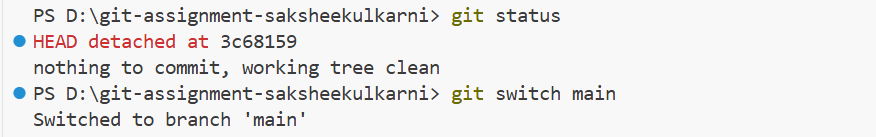 PS D:\git-assignment-saksheekulkarni> git status
HEAD detached at 3c68159
nothing to commit, working tree clean
PS D:\git-assignment-saksheekulkarni> git switch main
Switched to branch 'main'